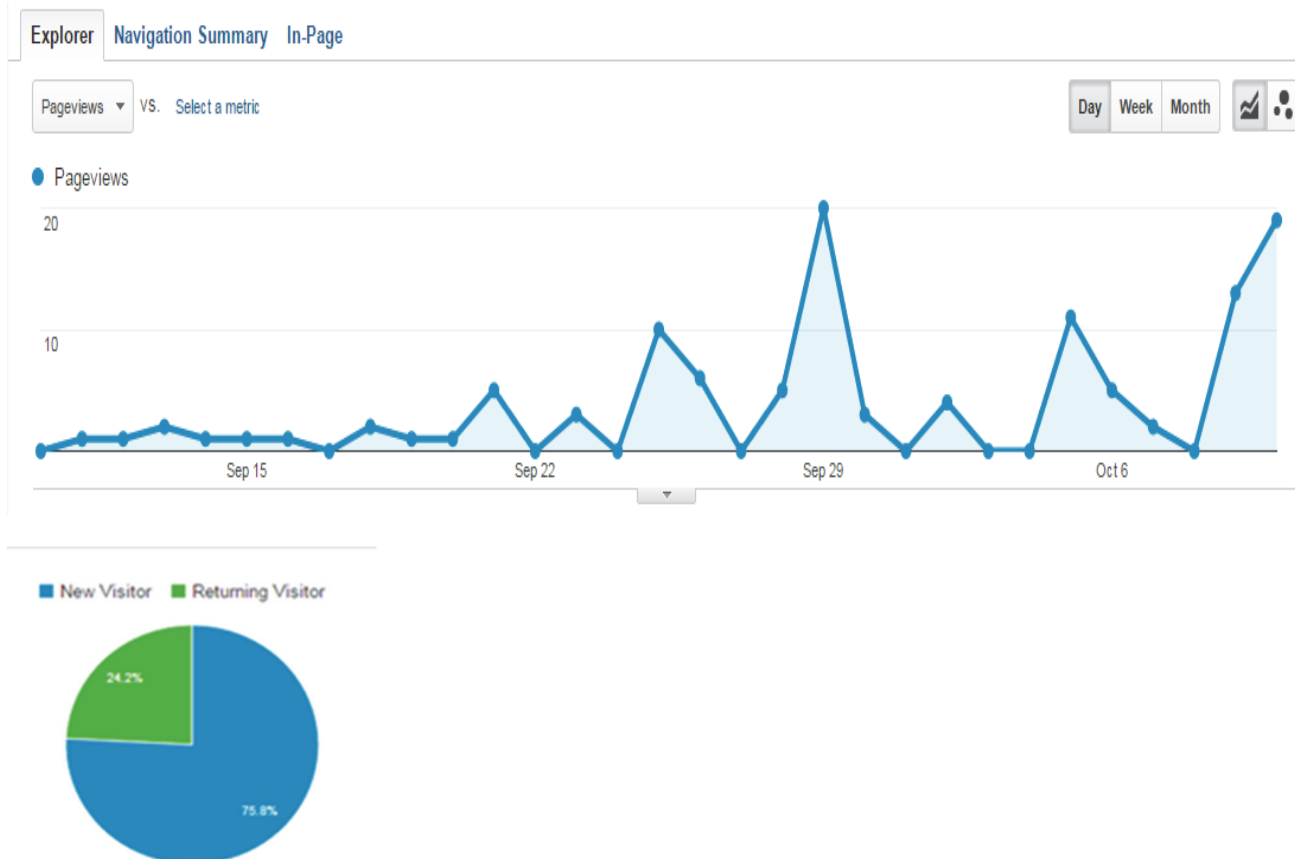 Explorer Navigation Summary In-Page
Pageviews VS. Select a metric
Day Week Month
Pageviews
20
10
Sep 15 Sep 22 Sep 29 Oct 6
New Visitor Returning Visitor
24.2%
75.8%